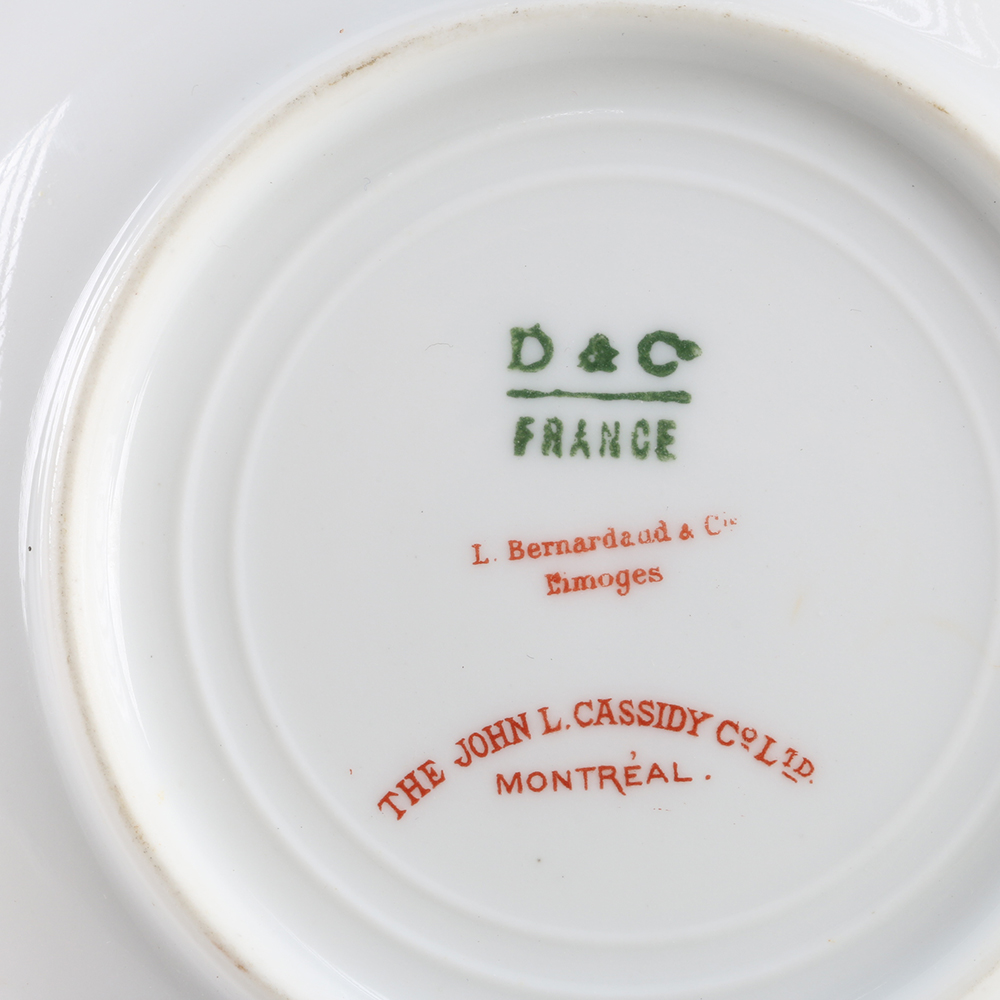 D & C
FRANCE
L. Bernardaud & Cie
Limoges
THE JOHN L. CASSIDY Co LTD.
MONTRÉAL.